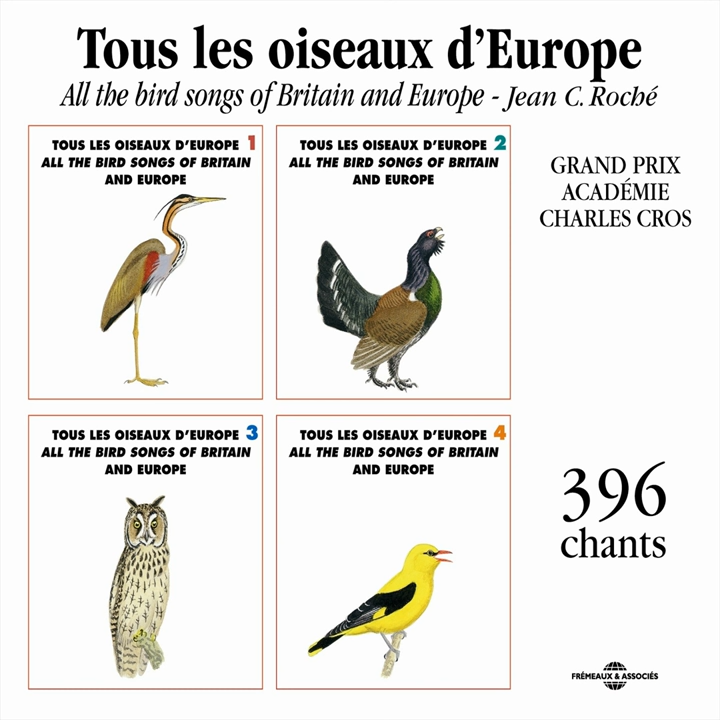 Tous les oiseaux d’Europe
All the bird songs of Britain and Europe - Jean C. Roché
TOUS LES OISEAUX D’EUROPE 1
ALL THE BIRD SONGS OF BRITAIN
AND EUROPE
TOUS LES OISEAUX D’EUROPE 2
ALL THE BIRD SONGS OF BRITAIN
AND EUROPE
GRAND PRIX
ACADÉMIE
CHARLES CROS
TOUS LES OISEAUX D’EUROPE 3
ALL THE BIRD SONGS OF BRITAIN
AND EUROPE
TOUS LES OISEAUX D’EUROPE 4
ALL THE BIRD SONGS OF BRITAIN
AND EUROPE
396
chants
FRÉMEAUX & ASSOCIÉS